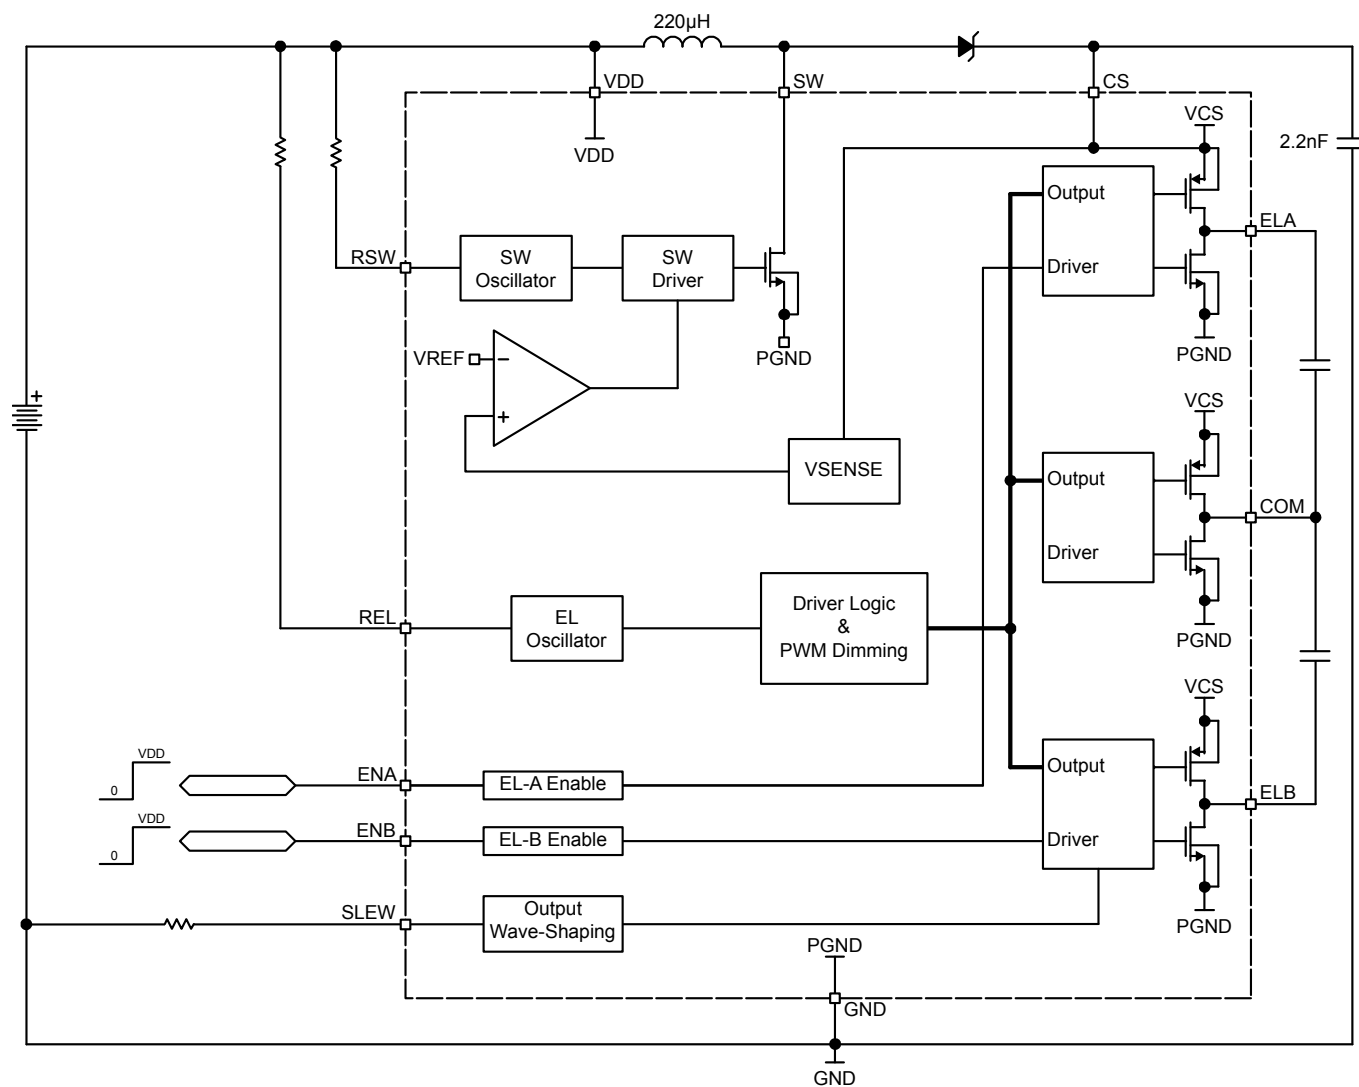 220µH
VDD
SW
CS
VDD
VCS
2.2nF
Output
Driver
ELA
PGND
RSW
SW
Oscillator
SW
Driver
PGND
VREF
−
+
+
VSENSE
VCS
Output
Driver
COM
PGND
REL
EL
Oscillator
Driver Logic
&
PWM Dimming
VCS
Output
Driver
ELB
PGND
VDD
0
ENA
EL-A Enable
VDD
0
ENB
EL-B Enable
SLEW
Output
Wave-Shaping
PGND
GND
GND